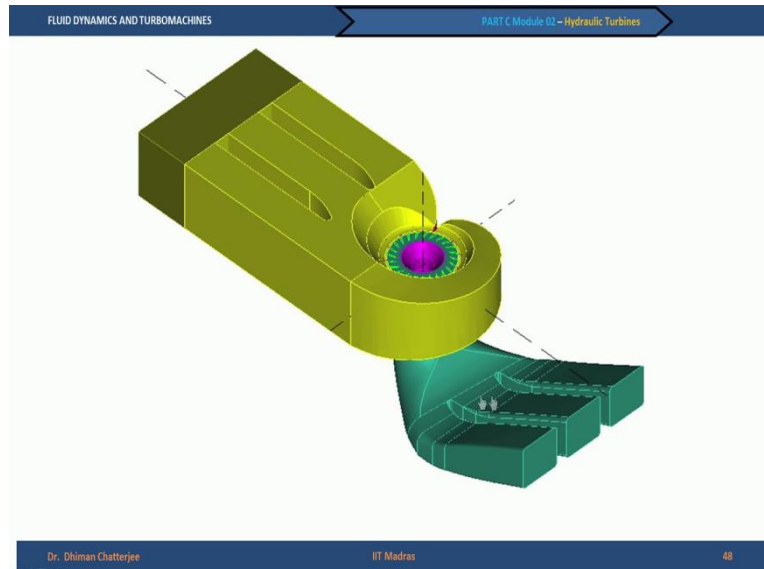 FLUID DYNAMICS AND TURBOMACHINES
PART C Module 02 – Hydraulic Turbines
Dr. Dhiman Chatterjee
IIT Madras
48